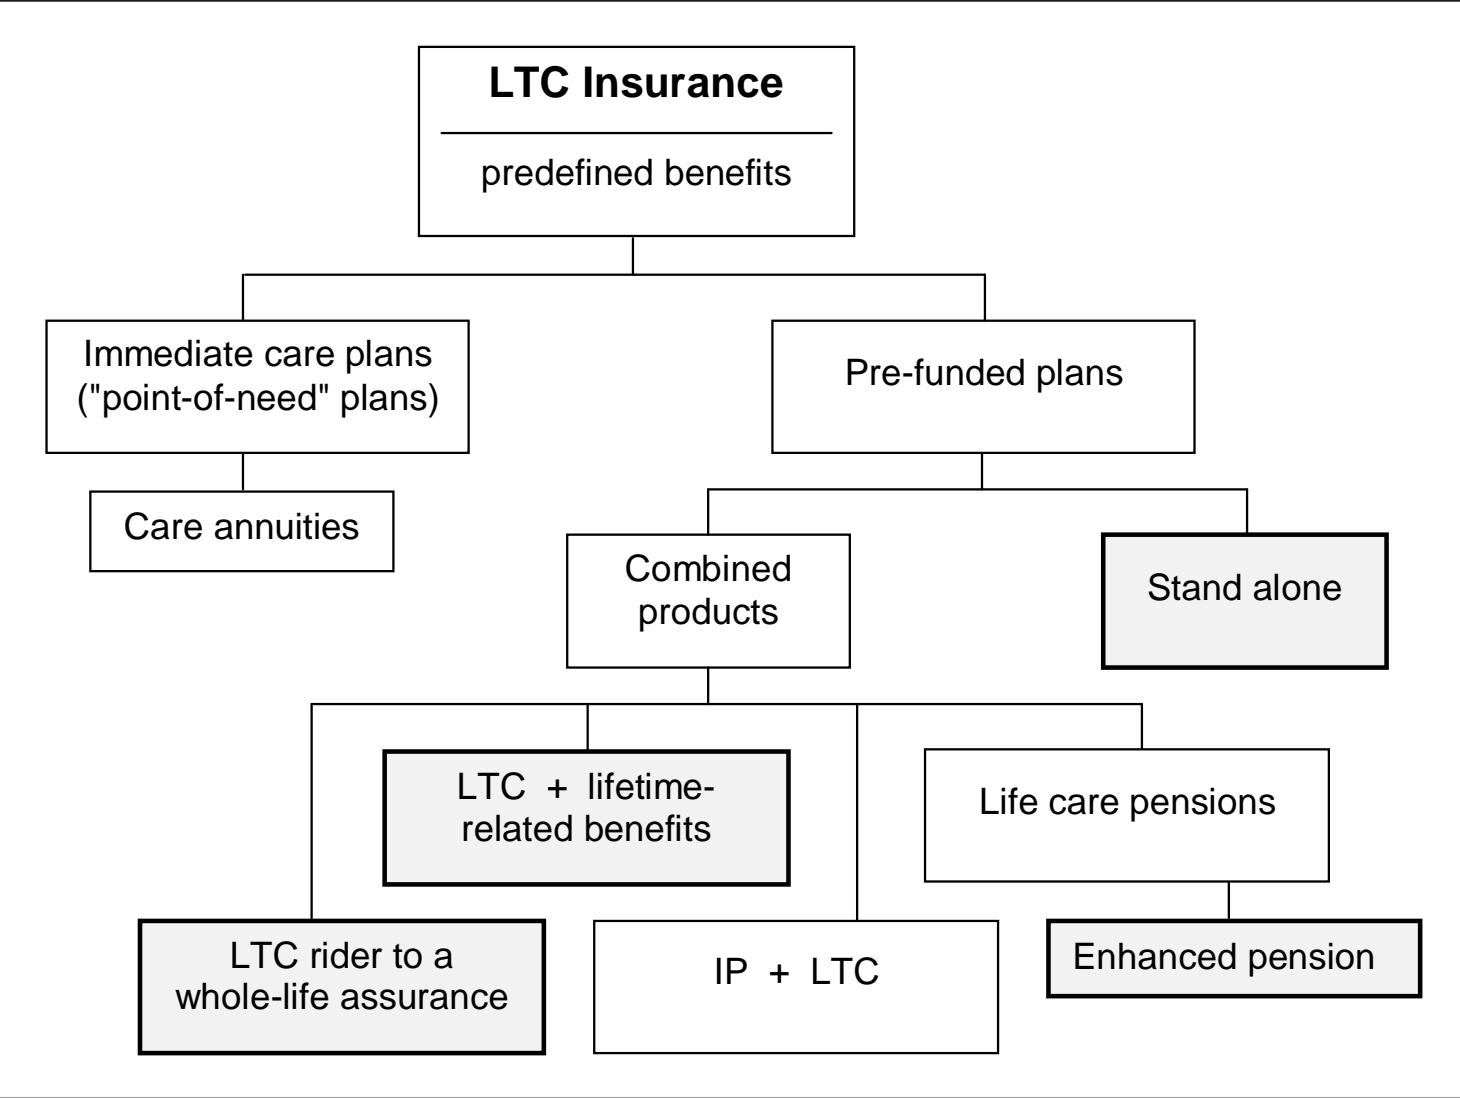 LTC Insurance
predefined benefits
Immediate care plans
("point-of-need" plans)
Pre-funded plans
Care annuities
Combined
products
Stand alone
LTC + lifetime-
related benefits
Life care pensions
LTC rider to a
whole-life assurance
IP + LTC
Enhanced pension